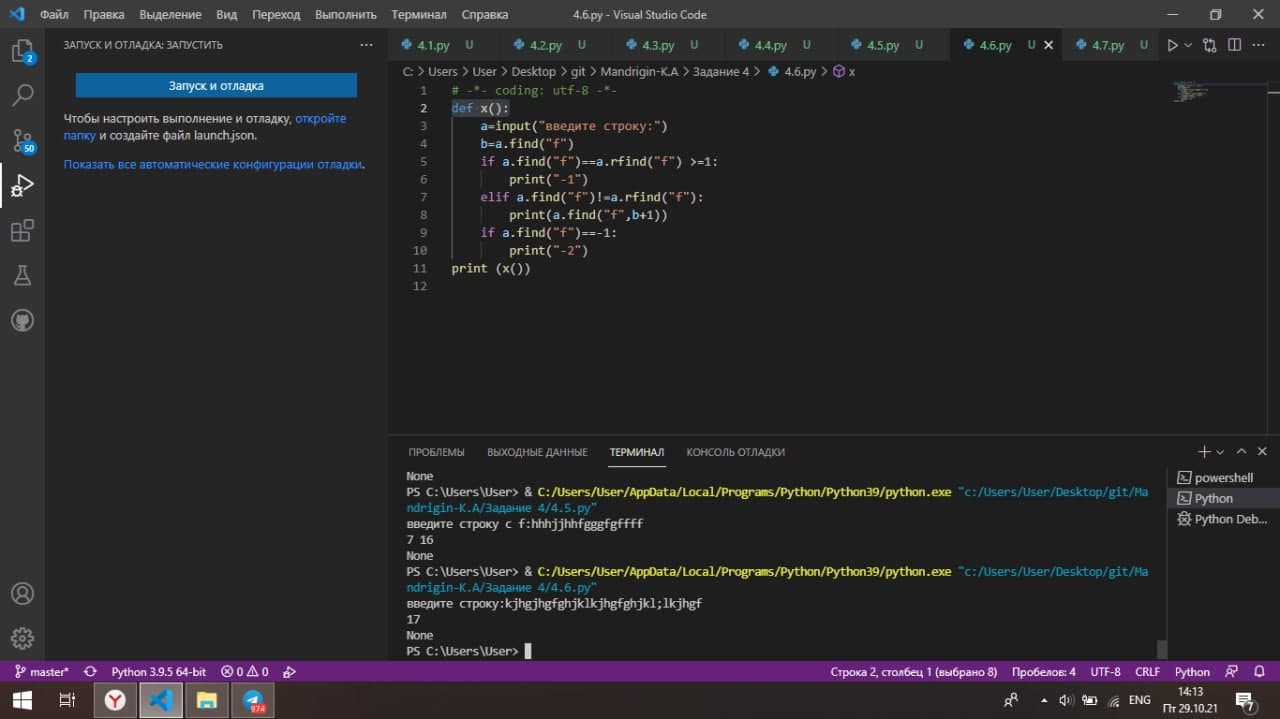 Файл Правка Выделение Вид Переход Выполнить Терминал Справка 4.6.py - Visual Studio Code
ЗАПУСК И ОТЛАДКА: ЗАПУСТИТЬ ...
4.1.py U 4.2.py U 4.3.py U 4.4.py U 4.5.py U 4.6.py U 4.7.py U
C: > Users > User > Desktop > git > Mandrigin-K.A > Задание 4 > 4.6.py > x
2
50
Запуск и отладка
Чтобы настроить выполнение и отладку, откройте
папку и создайте файл launch.json.
Показать все автоматические конфигурации отладки.
1 # -*- coding: utf-8 -*-
2 def x():
3 a=input("введите строку:")
4 b=a.find("f")
5 if a.find("f")==a.rfind("f") >=1:
6 print("-1")
7 elif a.find("f")!=a.rfind("f"):
8 print(a.find("f",b+1))
9 if a.find("f")==-1:
10 print("-2")
11 print (x())
12
ПРОБЛЕМЫ ВЫХОДНЫЕ ДАННЫЕ ТЕРМИНАЛ КОНСОЛЬ ОТЛАДКИ
None
PS C:\Users\User> & C:/Users/User/AppData/Local/Programs/Python/Python39/python.exe "c:/Users/User/Desktop/git/Ma
ndrigin-K.A/Задание 4/4.5.py"
введите строку с f:hhhjjhhfgggfgffff
7 16
None
PS C:\Users\User> & C:/Users/User/AppData/Local/Programs/Python/Python39/python.exe "c:/Users/User/Desktop/git/Ma
ndrigin-K.A/Задание 4/4.6.py"
введите строку:kjhgjhgfghjklkjhgfghjkl;lkjhgf
17
None
PS C:\Users\User>
powershell
Python
Python Deb...
master* Python 3.9.5 64-bit 0 0 Строка 2, столбец 1 (выбрано 8) Пробелов: 4 UTF-8 CRLF Python
974
ENG
14:13
Пт 29.10.21
7